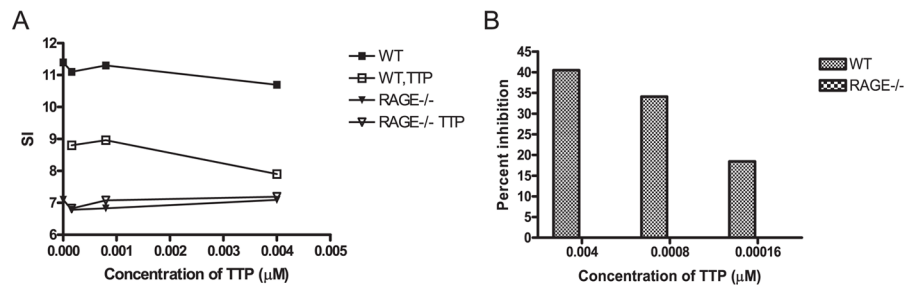 A
12
11
10
9
8
7
6
SI
0.000 0.001 0.002 0.003 0.004 0.005
Concentration of TTP (μM)
WT
WT,TTP
RAGE-/-
RAGE-/- TTP
B
45
40
35
30
25
20
15
10
5
0
Percent inhibition
0.004 0.0008 0.00016
Concentration of TTP (μM)
WT
RAGE-/-